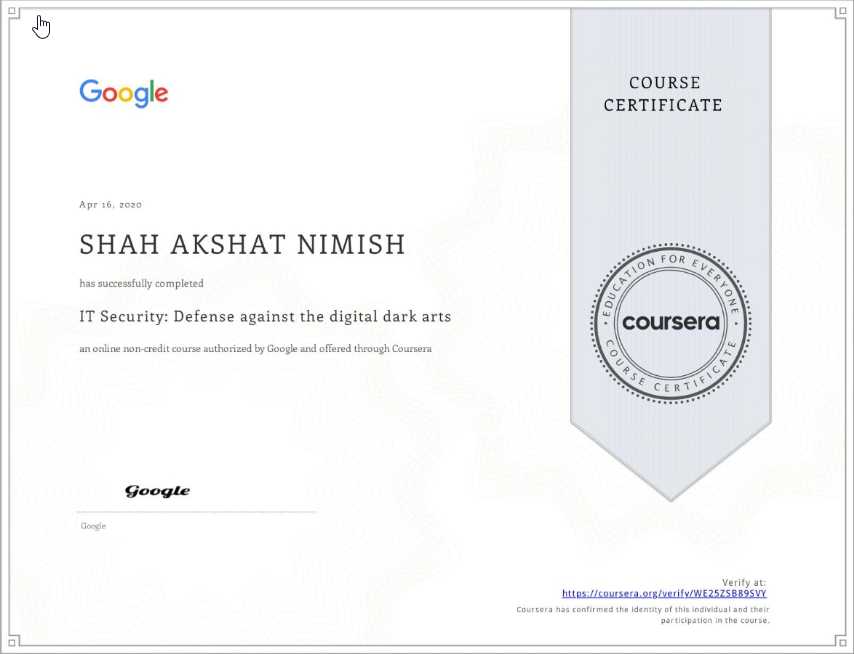 Google
COURSE
CERTIFICATE
Apr 16, 2020
SHAH AKSHAT NIMISH
has successfully completed
IT Security: Defense against the digital dark arts
an online non-credit course authorized by Google and offered through Coursera
EDUCATION FOR EVERYONE
coursera
COURSE CERTIFICATE
Google
Google
Verify at:
https://coursera.org/verify/WE25ZSB89SVY
Coursera has confirmed the identity of this individual and their
participation in the course.